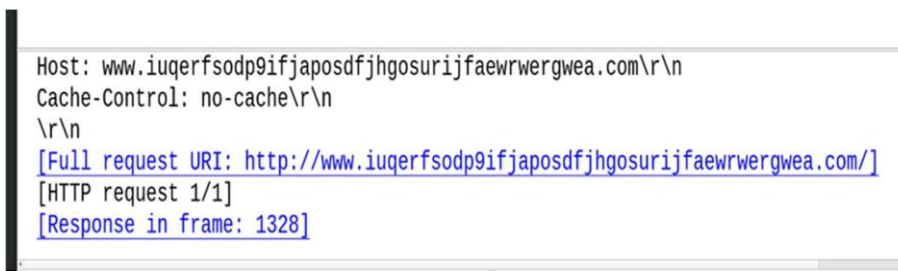 Host: www.iuqerfsodp9ifjaposdfjhgosurijfaewrwergwea.com\r\n
Cache-Control: no-cache\r\n
\r\n
[Full request URI: http://www.iuqerfsodp9ifjaposdfjhgosurijfaewrwergwea.com/]
[HTTP request 1/1]
[Response in frame: 1328]